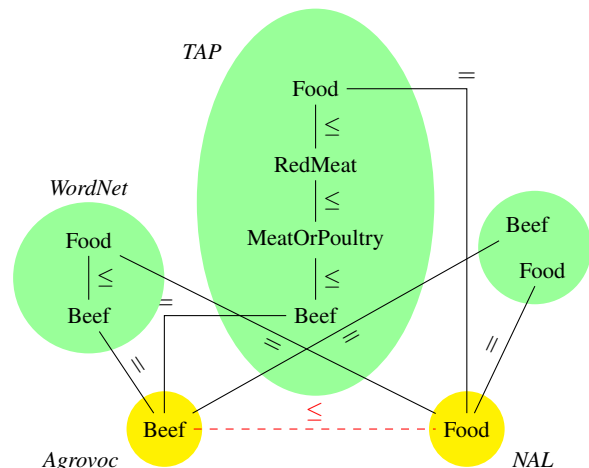 TAP
=
Food
≤
RedMeat
≤
WordNet
MeatOrPoultry
Beef
Food
≤
≤
Food
Beef
=
Beef
=
=
=
=
≤
Beef
Food
Agrovoc
NAL